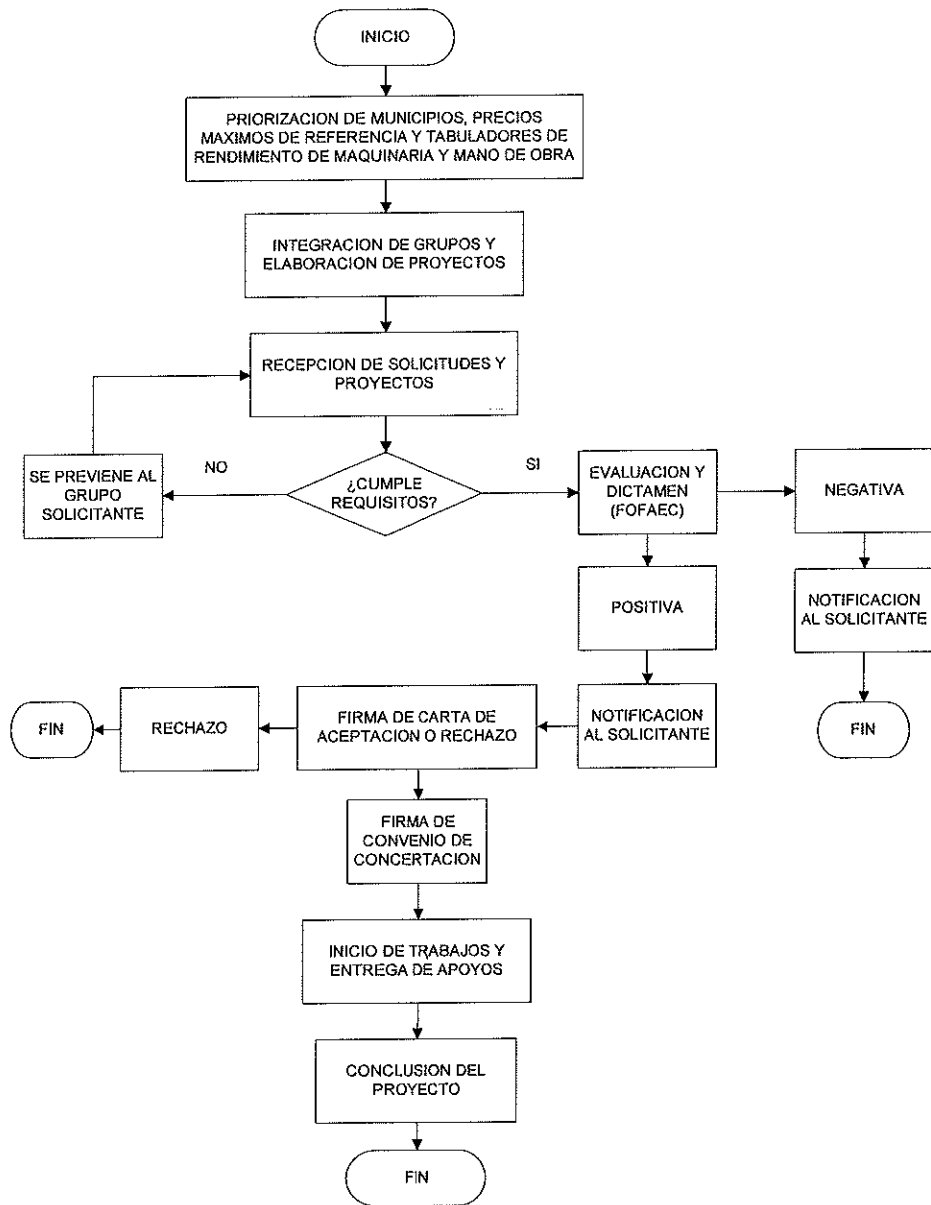 INICIO
PRIORIZACION DE MUNICIPIOS, PRECIOS
MAXIMOS DE REFERENCIA Y TABULADORES DE
RENDIMIENTO DE MAQUINARIA Y MANO DE OBRA
INTEGRACION DE GRUPOS Y
ELABORACION DE PROYECTOS
RECEPCION DE SOLICITUDES Y
PROYECTOS
SE PREVIENE AL
GRUPO
SOLICITANTE
NO
¿CUMPLE
REQUISITOS?
SI
EVALUACION Y
DICTAMEN
(FOFAEC)
NEGATIVA
POSITIVA
NOTIFICACION
AL SOLICITANTE
FIN
RECHAZO
FIRMA DE CARTA DE
ACEPTACION O RECHAZO
NOTIFICACION
AL SOLICITANTE
FIN
FIRMA DE
CONVENIO DE
CONCERTACION
INICIO DE TRABAJOS Y
ENTREGA DE APOYOS
CONCLUSION DEL
PROYECTO
FIN